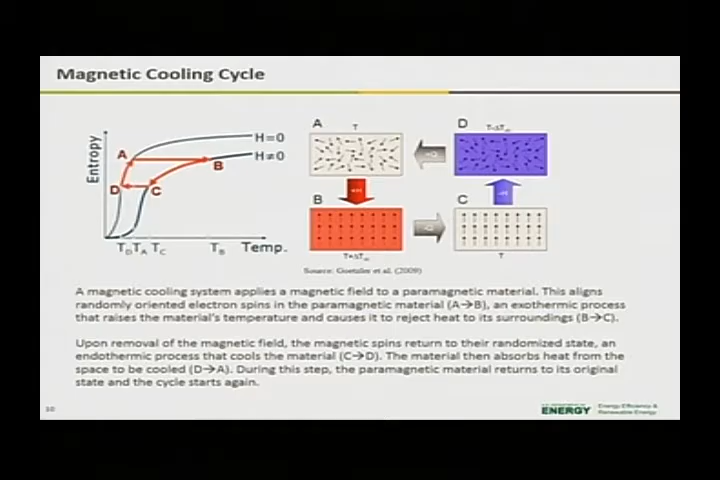 Magnetic Cooling Cycle
Entropy
H=0
H≠0
A
B
D
C
T_D T_A T_C T_B Temp.
A
T
D
B
C
T
Source: Goetzler et al. (2009)
A magnetic cooling system applies a magnetic field to a paramagnetic material. This aligns
randomly oriented electron spins in the paramagnetic material (A→B), an exothermic process
that raises the material's temperature and causes it to reject heat to its surroundings (B→C).
Upon removal of the magnetic field, the magnetic spins return to their randomized state, an
endothermic process that cools the material (C→D). The material then absorbs heat from the
space to be cooled (D→A). During this step, the paramagnetic material returns to its original
state and the cycle starts again.
10
ENERGY
Energy Efficiency &
Renewable Energy